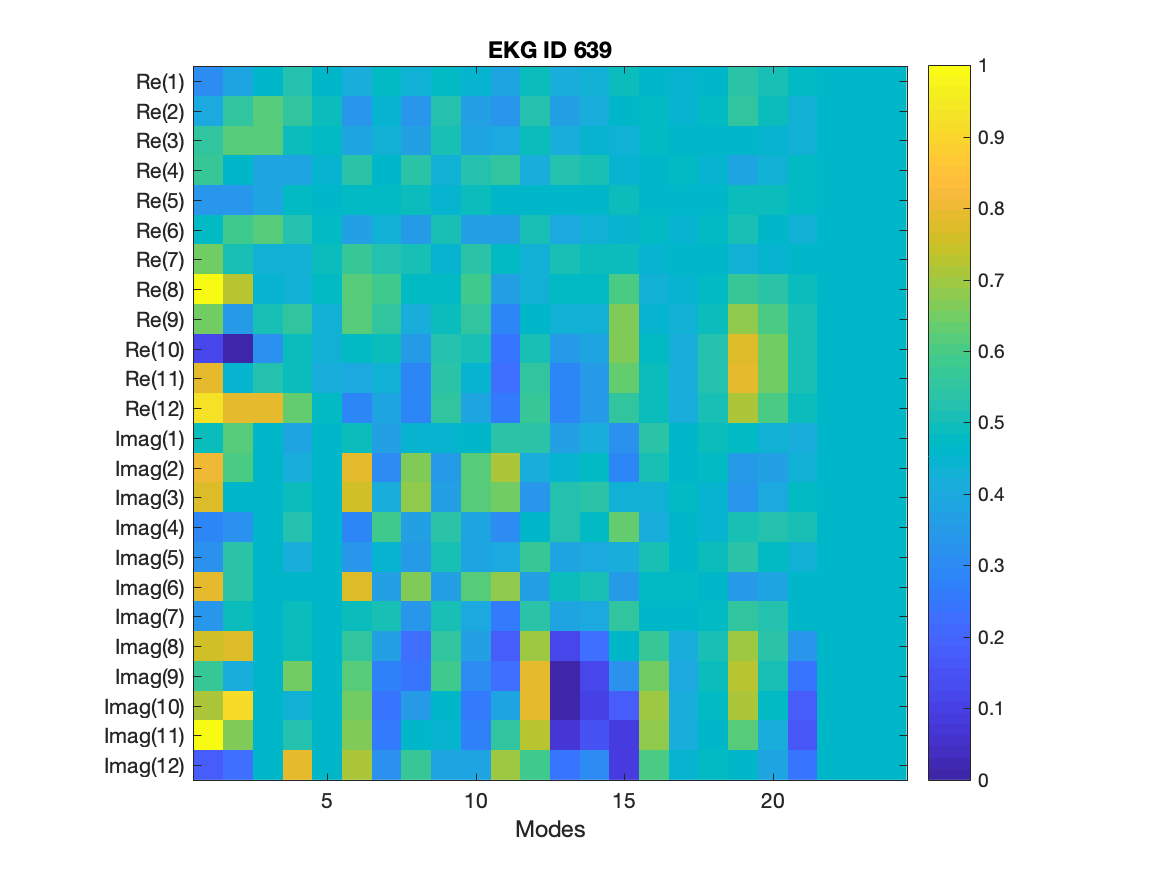 EKG ID 639
Re(1)
Re(2)
Re(3)
Re(4)
Re(5)
Re(6)
Re(7)
Re(8)
Re(9)
Re(10)
Re(11)
Re(12)
Imag(1)
Imag(2)
Imag(3)
Imag(4)
Imag(5)
Imag(6)
Imag(7)
Imag(8)
Imag(9)
Imag(10)
Imag(11)
Imag(12)
5 10 15 20
Modes
1
0.9
0.8
0.7
0.6
0.5
0.4
0.3
0.2
0.1
0